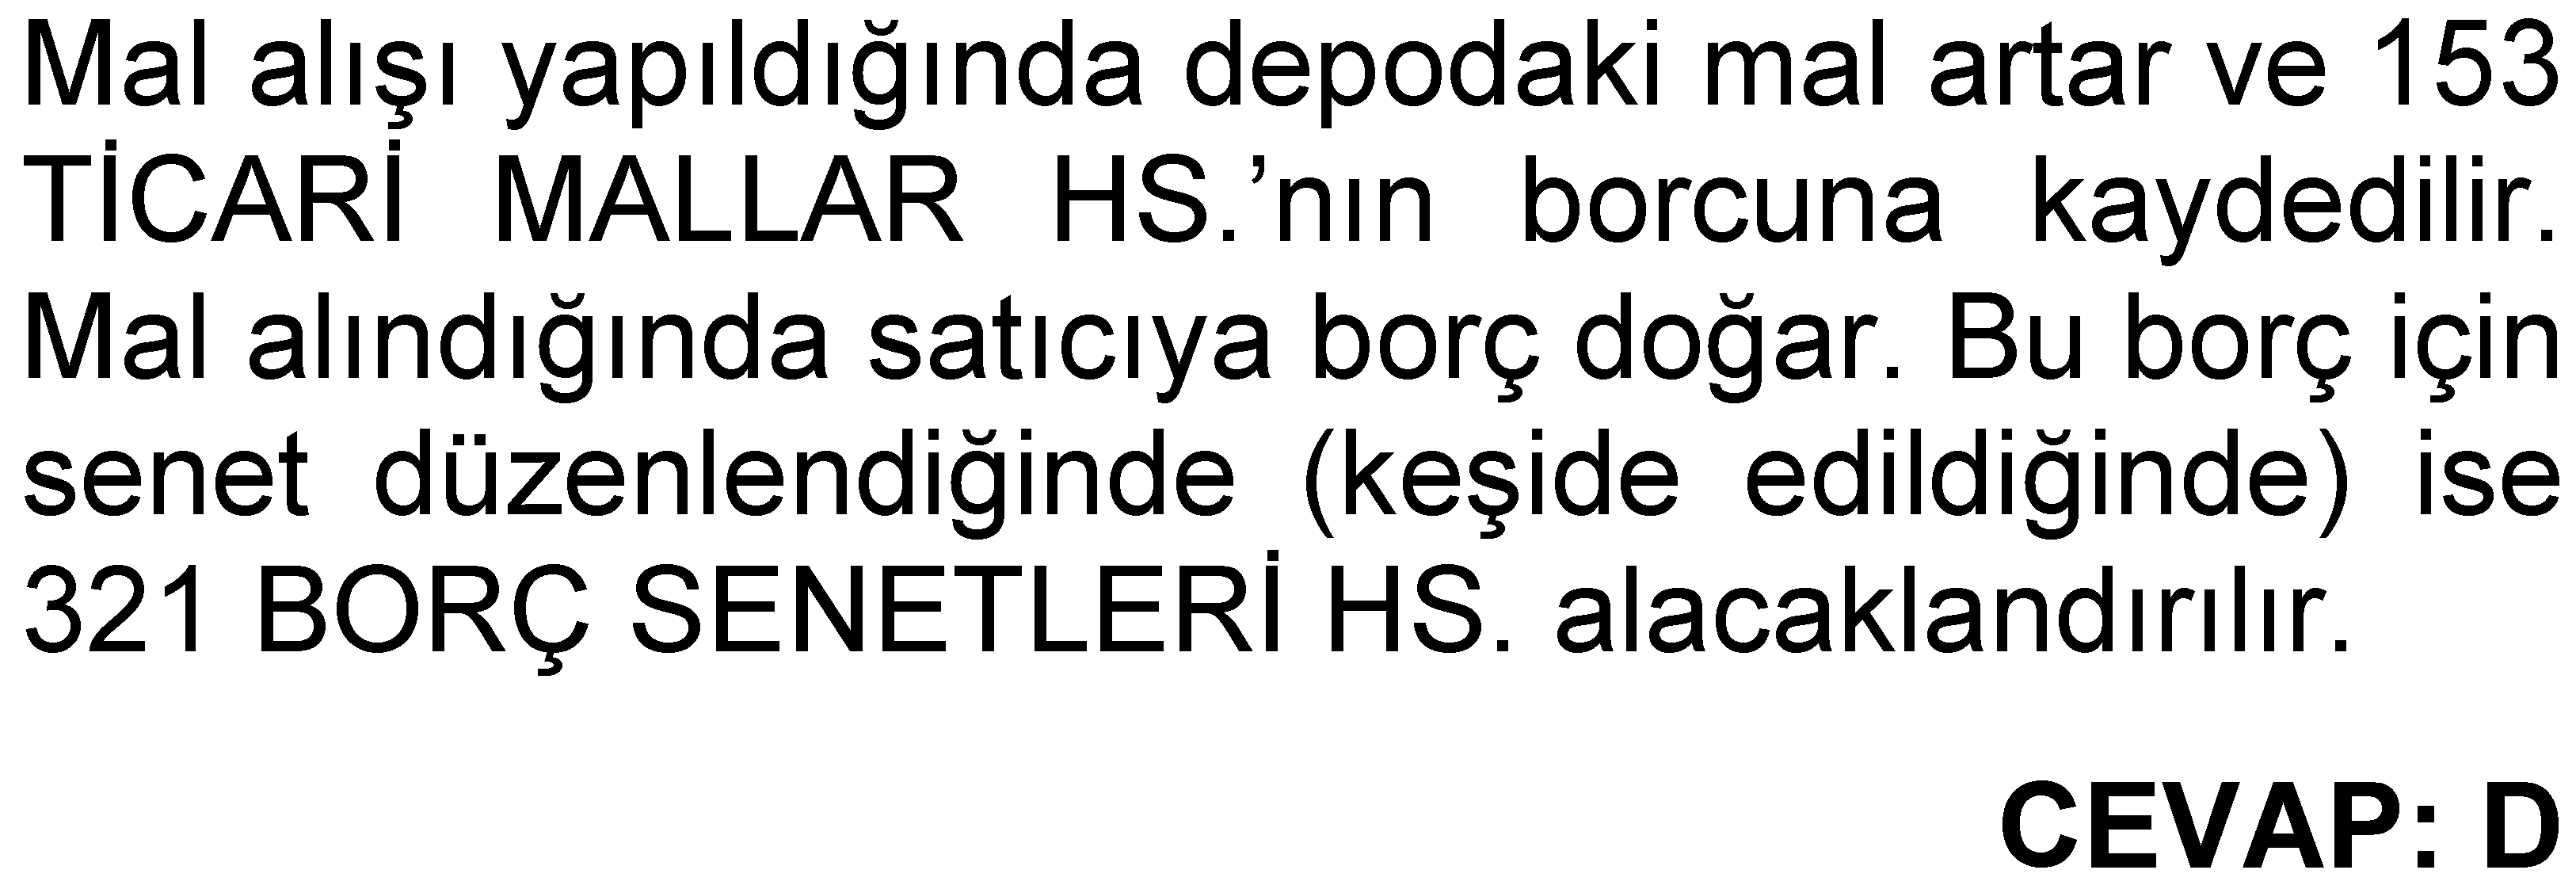 Mal alışı yapıldığında depodaki mal artar ve 153
TİCARİ MALLAR HS.’nın borcuna kaydedilir.
Mal alındığında satıcıya borç doğar. Bu borç için
senet düzenlendiğinde (keşide edildiğinde) ise
321 BORÇ SENETLERİ HS. alacaklandırılır.
CEVAP: D